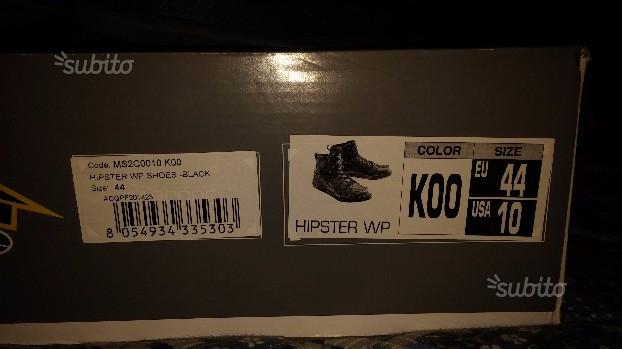 subito
Code: MS2C0010 K00
HIPSTER WP SHOES -BLACK
Size: 44
8 054934 335303
HIPSTER WP
COLOR
K00
SIZE
EU 44
USA 10
subito